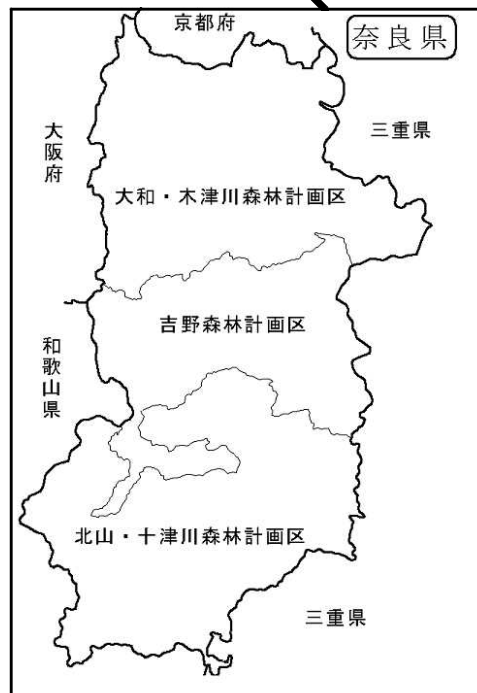 京都府
奈良県
三重県
大阪府
大和・木津川森林計画区
吉野森林計画区
和歌山県
北山・十津川森林計画区
三重県